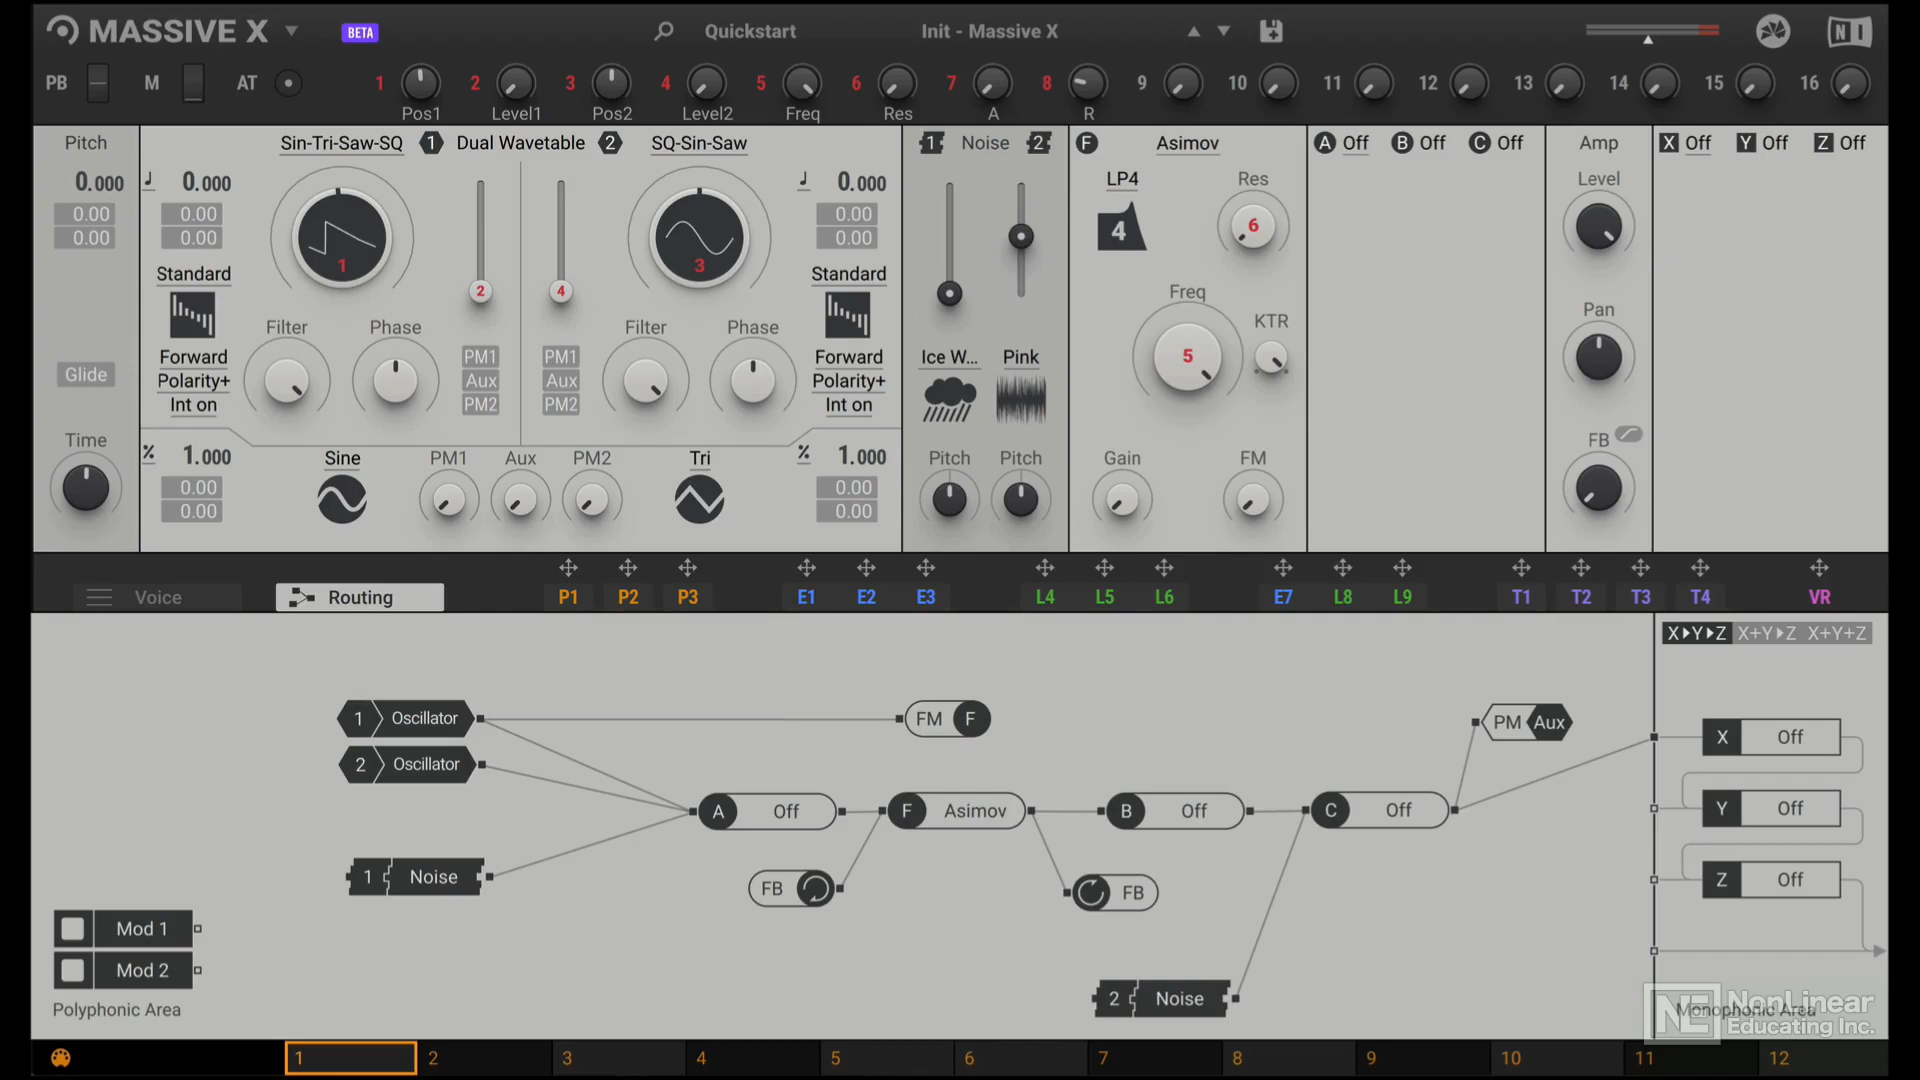 MASSIVE X BETA Quickstart Init - Massive X NI
PB M AT 1 2 3 4 5 6 7 8 9 10 11 12 13 14 15 16
Pos1 Level1 Pos2 Level2 Freq Res A R
Pitch Sin-Tri-Saw-SQ 1 Dual Wavetable 2 SQ-Sin-Saw 1 Noise 2 F Asimov A Off B Off C Off Amp X Off Y Off Z Off
0.000 0.000 0.000 LP4 Res Level
0.00 0.00 0.00 4 6
0.00 0.00 0.00
1 3
Standard 2 4 Standard Freq Pan
Filter Phase Filter Phase KTR
Forward PM1 PM1 Forward Ice W... Pink 5
Glide Polarity+ Aux Aux Polarity+
Int on PM2 PM2 Int on
Time FB
% 1.000 Sine PM1 Aux PM2 Tri % 1.000 Pitch Pitch Gain FM
0.00 0.00
0.00 0.00
Voice Routing P1 P2 P3 E1 E2 E3 L4 L5 L6 E7 L8 L9 T1 T2 T3 T4 VR
X▸Y▸Z X+Y▸Z X+Y+Z
1 Oscillator FM F PM Aux
X Off
2 Oscillator
A Off F Asimov B Off C Off Y Off
1 Noise FB FB Z Off
Mod 1
Mod 2
2 Noise
Polyphonic Area Monophonic Area
NE NonLinear
Educating Inc.
1 2 3 4 5 6 7 8 9 10 11 12